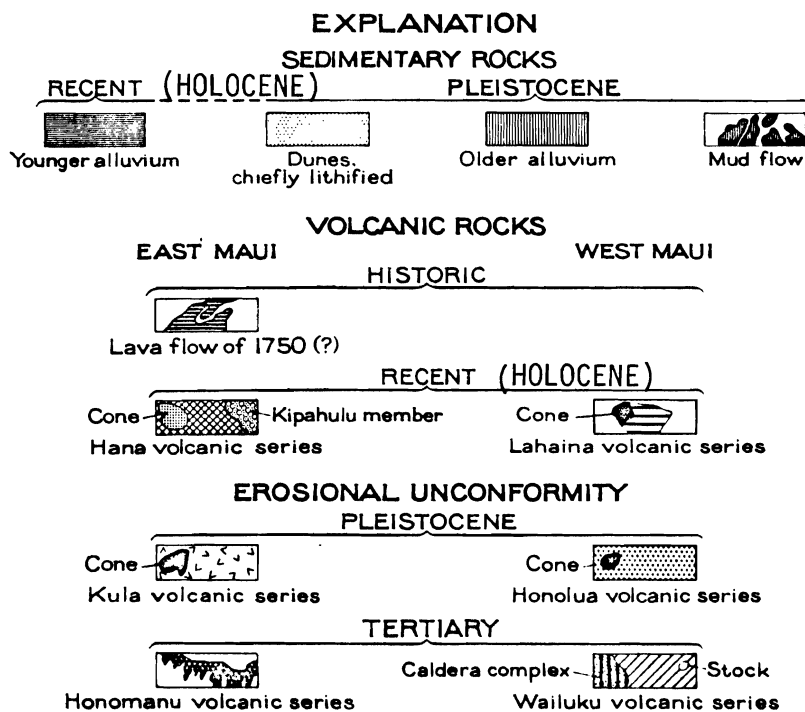 EXPLANATION
SEDIMENTARY ROCKS
RECENT (HOLOCENE) PLEISTOCENE
Younger alluvium
Dunes,
chiefly lithified
Older alluvium
Mud flow
VOLCANIC ROCKS
EAST MAUI WEST MAUI
HISTORIC
Lava flow of 1750 (?)
RECENT (HOLOCENE)
Cone Kipahulu member
Hana volcanic series
Cone
Lahaina volcanic series
EROSIONAL UNCONFORMITY
PLEISTOCENE
Cone
Kula volcanic series
Cone
Honolua volcanic series
TERTIARY
Honomanu volcanic series
Caldera complex Stock
Wailuku volcanic series